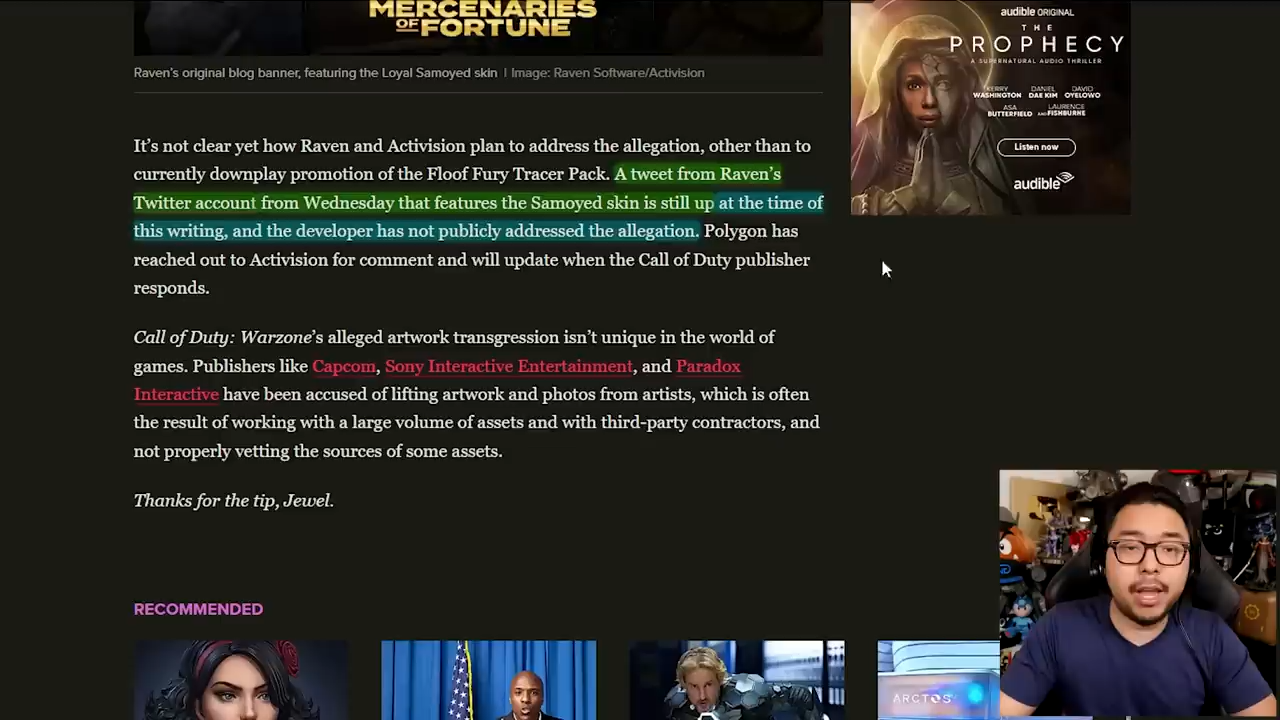 MERCENARIES
OF FORTUNE
Raven's original blog banner, featuring the Loyal Samoyed skin | Image: Raven Software/Activision
audible ORIGINAL
THE
PROPHECY
A SUPERNATURAL AUDIO THRILLER
KERRY WASHINGTON DANIEL DAE KIM DAVID OYELOWO
ASA BUTTERFIELD AND LAURENCE FISHBURNE
Listen now
audible
It's not clear yet how Raven and Activision plan to address the allegation, other than to
currently downplay promotion of the Floof Fury Tracer Pack. A tweet from Raven's
Twitter account from Wednesday that features the Samoyed skin is still up at the time of
this writing, and the developer has not publicly addressed the allegation. Polygon has
reached out to Activision for comment and will update when the Call of Duty publisher
responds.
Call of Duty: Warzone's alleged artwork transgression isn't unique in the world of
games. Publishers like Capcom, Sony Interactive Entertainment, and Paradox
Interactive have been accused of lifting artwork and photos from artists, which is often
the result of working with a large volume of assets and with third-party contractors, and
not properly vetting the sources of some assets.
Thanks for the tip, Jewel.
RECOMMENDED
ARCTOS